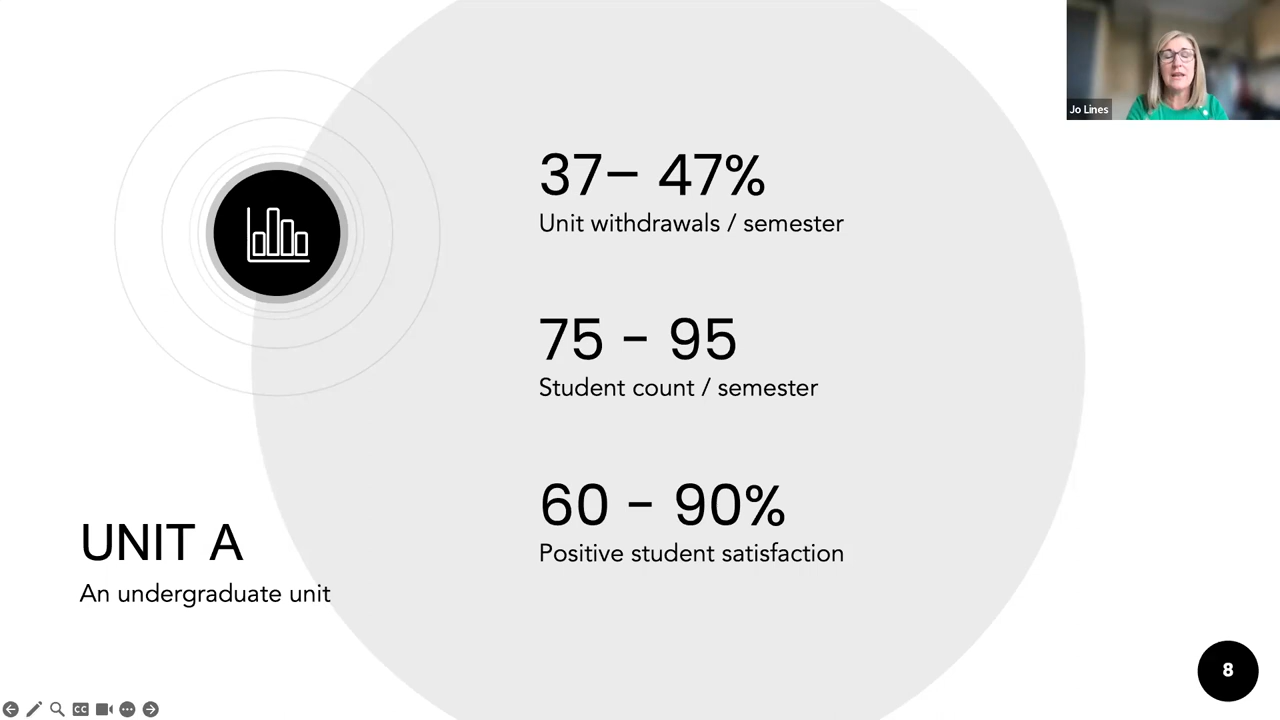 Jo Lines
37– 47%
Unit withdrawals / semester
75 - 95
Student count / semester
60 - 90%
Positive student satisfaction
UNIT A
An undergraduate unit
8
CC